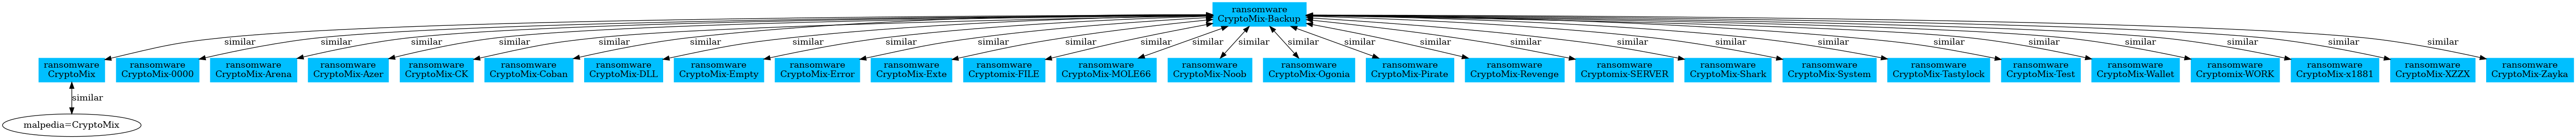 ransomware
CryptoMix-Backup
similar similar similar similar similar similar similar similar similar similar similar similar similar similar similar similar similar similar similar similar similar similar similar similar similar
ransomware
CryptoMix
ransomware
CryptoMix-0000
ransomware
CryptoMix-Arena
ransomware
CryptoMix-Azer
ransomware
CryptoMix-CK
ransomware
CryptoMix-Coban
ransomware
CryptoMix-DLL
ransomware
CryptoMix-Empty
ransomware
CryptoMix-Error
ransomware
CryptoMix-Exte
ransomware
Cryptomix-FILE
ransomware
CryptoMix-MOLE66
ransomware
CryptoMix-Noob
ransomware
CryptoMix-Ogonia
ransomware
CryptoMix-Pirate
ransomware
CryptoMix-Revenge
ransomware
Cryptomix-SERVER
ransomware
CryptoMix-Shark
ransomware
CryptoMix-System
ransomware
CryptoMix-Tastylock
ransomware
CryptoMix-Test
ransomware
CryptoMix-Wallet
ransomware
Cryptomix-WORK
ransomware
CryptoMix-x1881
ransomware
CryptoMix-XZZX
ransomware
CryptoMix-Zayka
similar
malpedia=CryptoMix